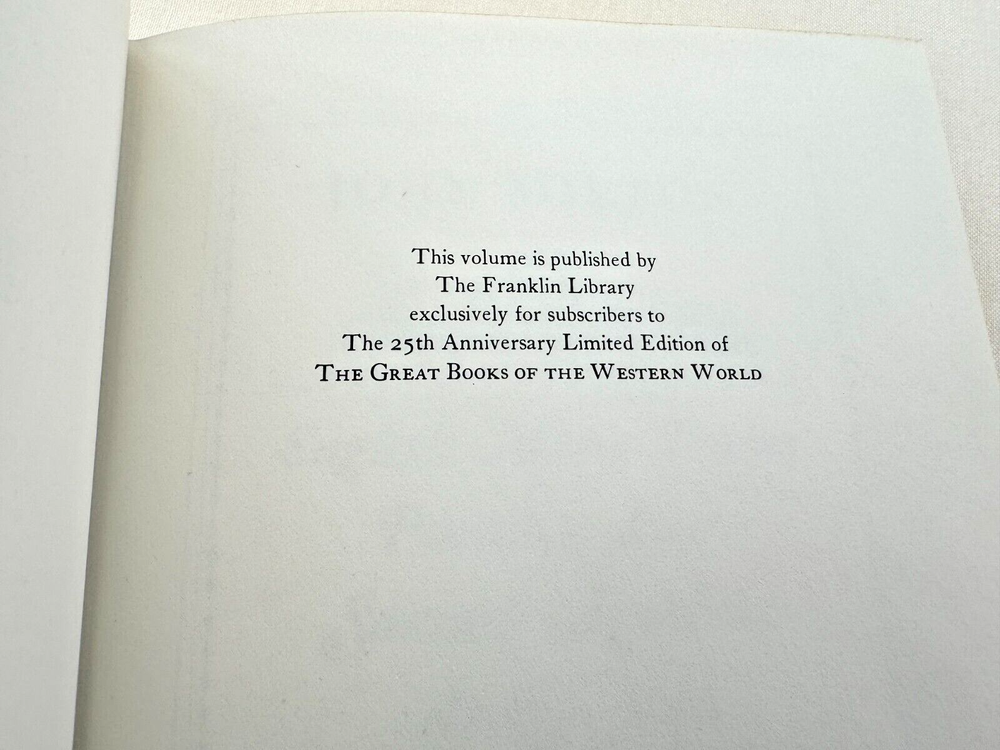 This volume is published by
The Franklin Library
exclusively for subscribers to
The 25th Anniversary Limited Edition of
THE GREAT BOOKS OF THE WESTERN WORLD